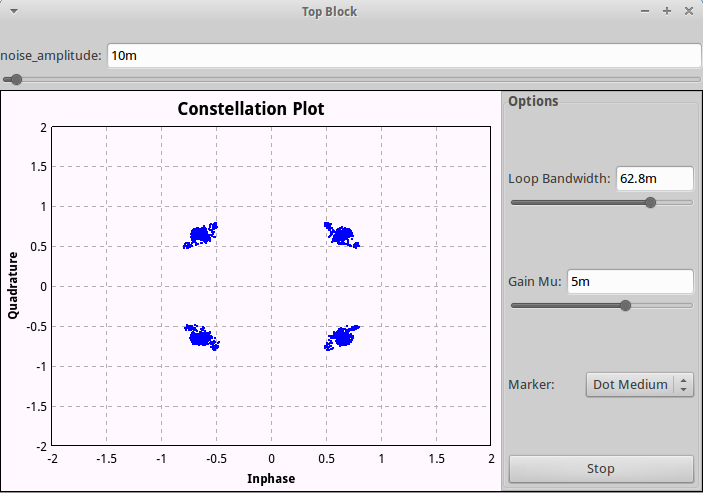 Top Block
noise_amplitude: 10m
Constellation Plot
Options
Loop Bandwidth: 62.8m
Gain Mu: 5m
Marker: Dot Medium
Stop
Quadrature
2
1.5
1
0.5
0
-0.5
-1
-1.5
-2
-2 -1.5 -1 -0.5 0 0.5 1 1.5 2
Inphase